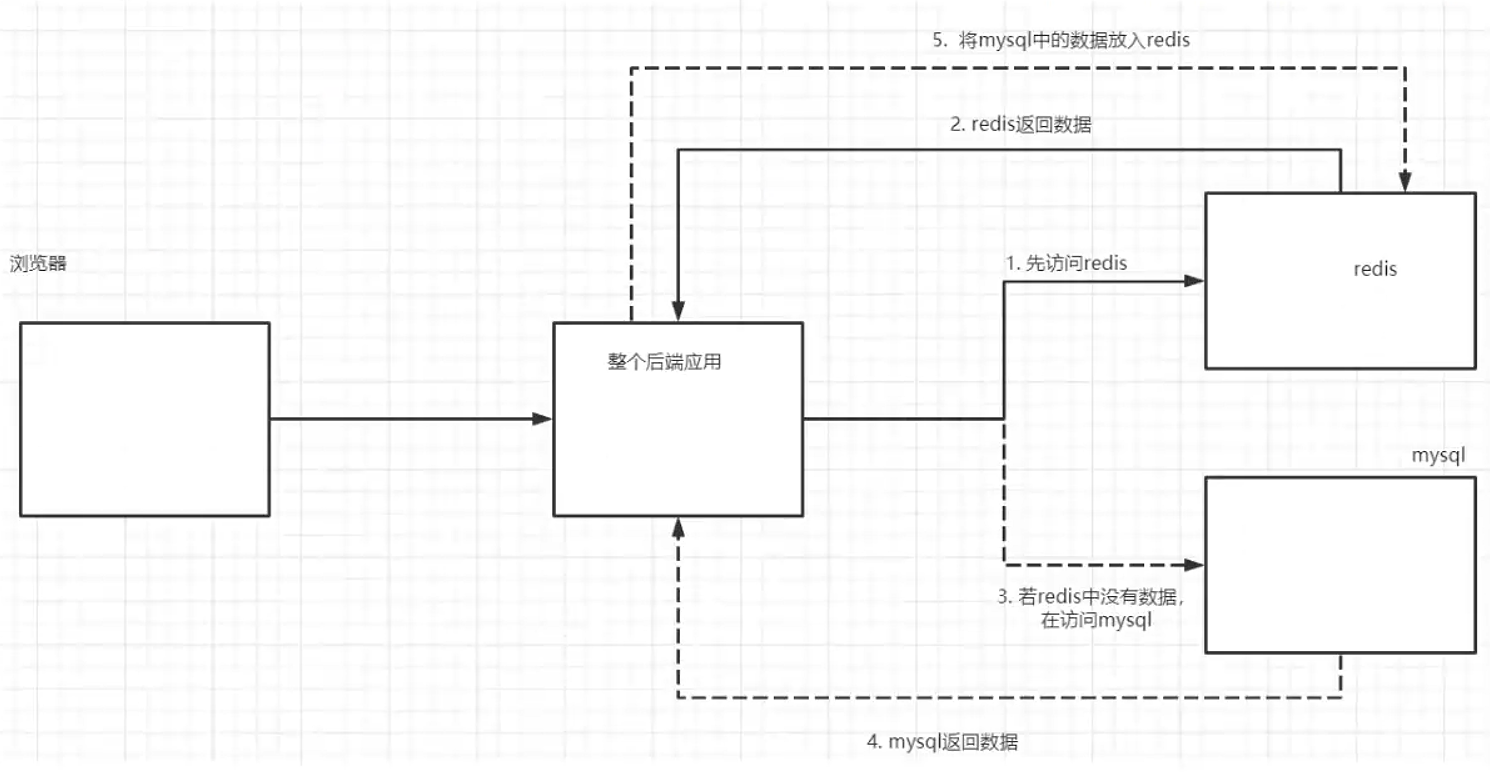 5. 将mysql中的数据放入redis
2. redis返回数据
浏览器
1. 先访问redis
redis
整个后端应用
mysql
3. 若redis中没有数据，
在访问mysql
4. mysql返回数据